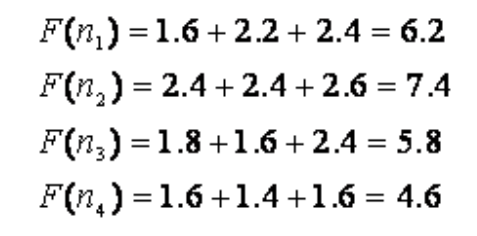 F(n₁) = 1.6 + 2.2 + 2.4 = 6.2
F(n₂) = 2.4 + 2.4 + 2.6 = 7.4
F(n₃) = 1.8 + 1.6 + 2.4 = 5.8
F(n₄) = 1.6 + 1.4 + 1.6 = 4.6